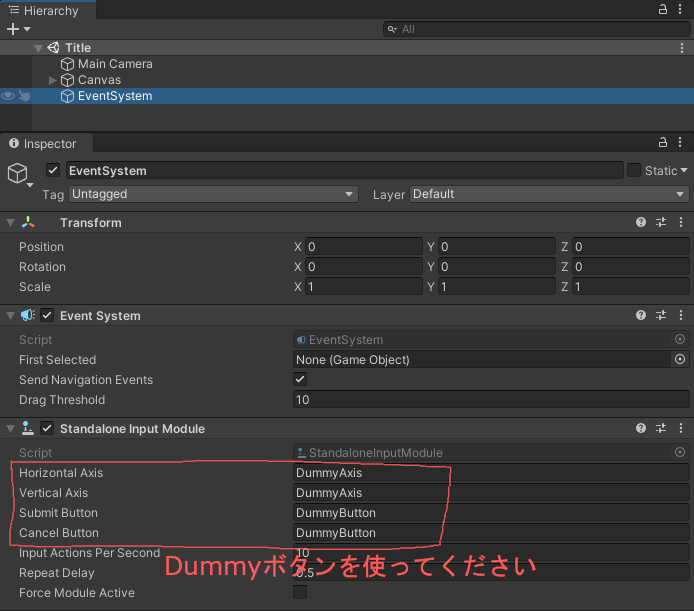 Hierarchy
All
Title
Main Camera
Canvas
EventSystem
Inspector
EventSystem Static
Tag Untagged Layer Default
Transform
Position X 0 Y 0 Z 0
Rotation X 0 Y 0 Z 0
Scale X 1 Y 1 Z 1
Event System
Script EventSystem
First Selected None (Game Object)
Send Navigation Events
Drag Threshold 10
Standalone Input Module
Script StandaloneInputModule
Horizontal Axis DummyAxis
Vertical Axis DummyAxis
Submit Button DummyButton
Cancel Button DummyButton
Input Actions Per Second 10
Dummyボタンを使ってください
Repeat Delay 0.5
Force Module Active